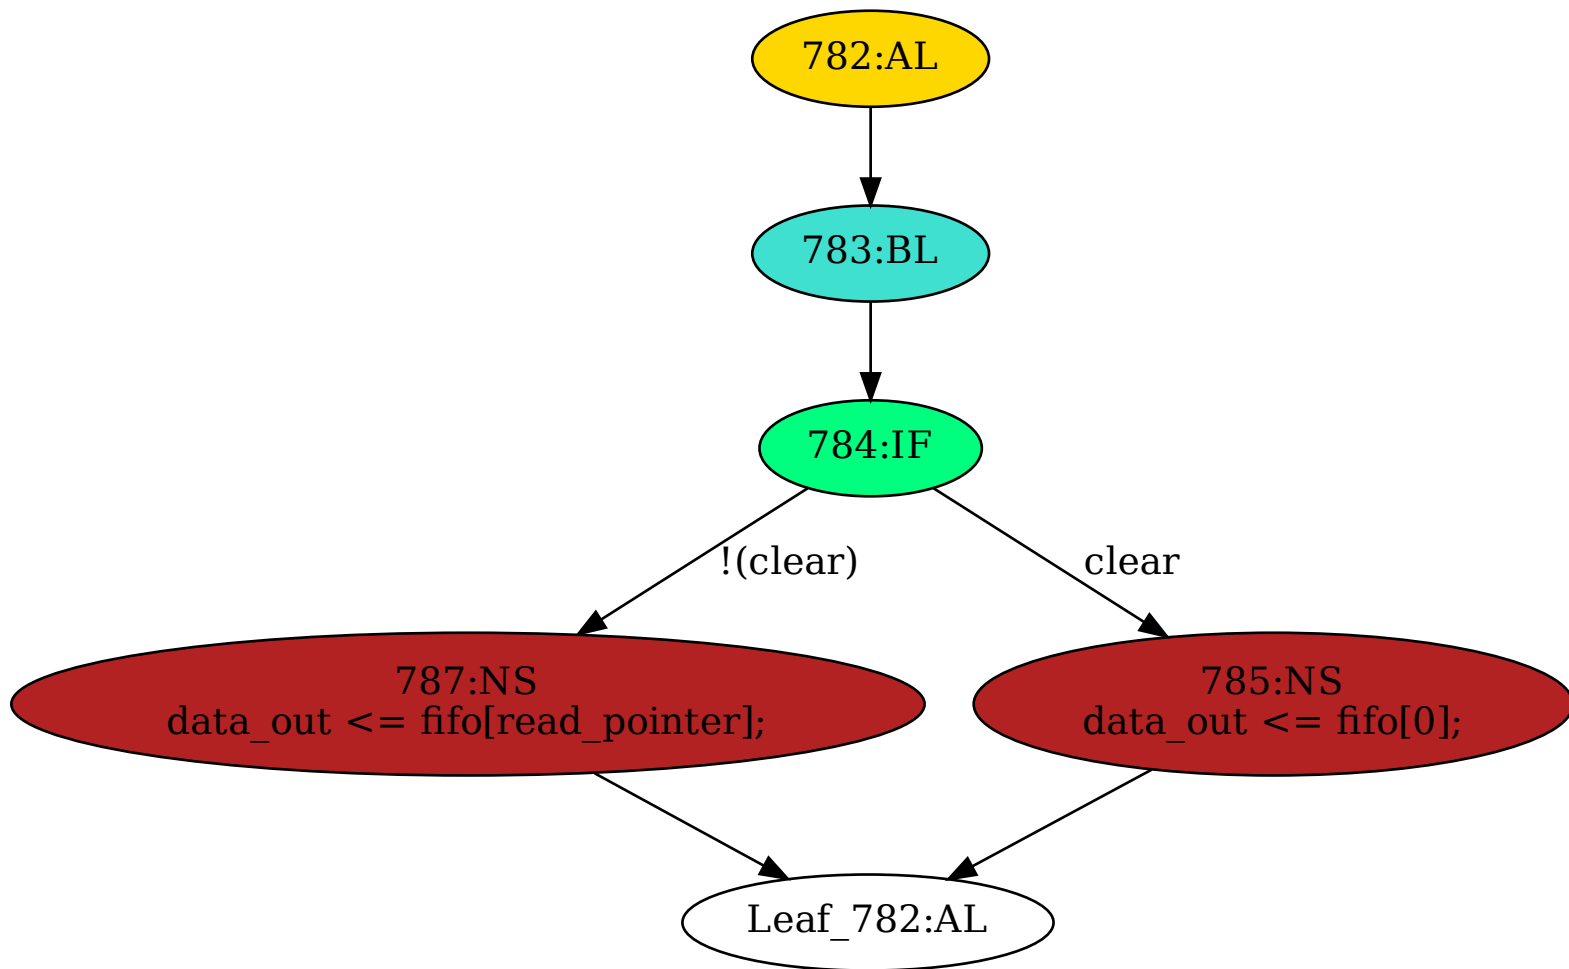 782:AL
783:BL
784:IF
!(clear)
clear
787:NS
data_out <= fifo[read_pointer];
785:NS
data_out <= fifo[0];
Leaf_782:AL